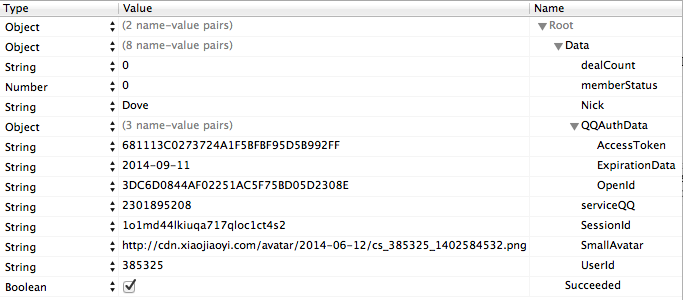 Type Value Name
Object (2 name-value pairs) Root
Object (8 name-value pairs) Data
String 0 dealCount
Number 0 memberStatus
String Dove Nick
Object (3 name-value pairs) QQAuthData
String 681113C0273724A1F5BFBF95D5B992FF AccessToken
String 2014-09-11 ExpirationData
String 3DC6D0844AF02251AC5F75BD05D2308E OpenId
String 2301895208 serviceQQ
String 1o1md44lkiuqa717qloc1ct4s2 SessionId
String http://cdn.xiaojiaoyi.com/avatar/2014-06-12/cs_385325_1402584532.png SmallAvatar
String 385325 UserId
Boolean Succeeded